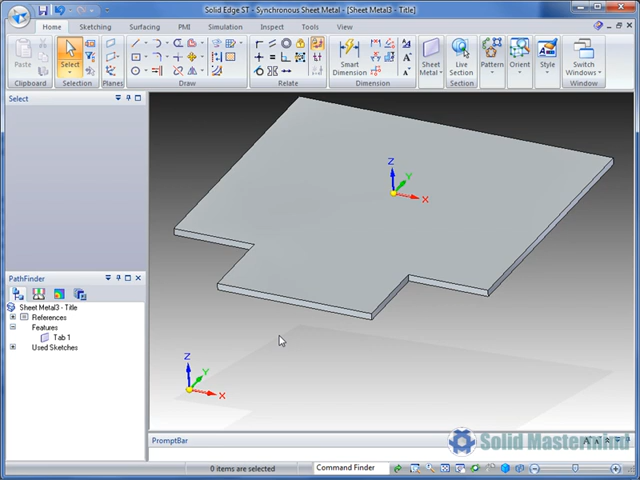 Solid Edge ST - Synchronous Sheet Metal - [Sheet Metal3 - Title]
Home Sketching Surfacing PMI Simulation Inspect Tools View
Paste
Select
Planes
Smart Dimension
Sheet Metal
Live Section
Pattern
Orient
Style
Switch Windows
Clipboard Selection Planes Draw Relate Dimension Section Window
Select
PathFinder
Sheet Metal3 - Title
References
Features
Tab 1
Used Sketches
Z
Y
X
Z
Y
X
PromptBar
Solid Mastermind
0 items are selected
Command Finder